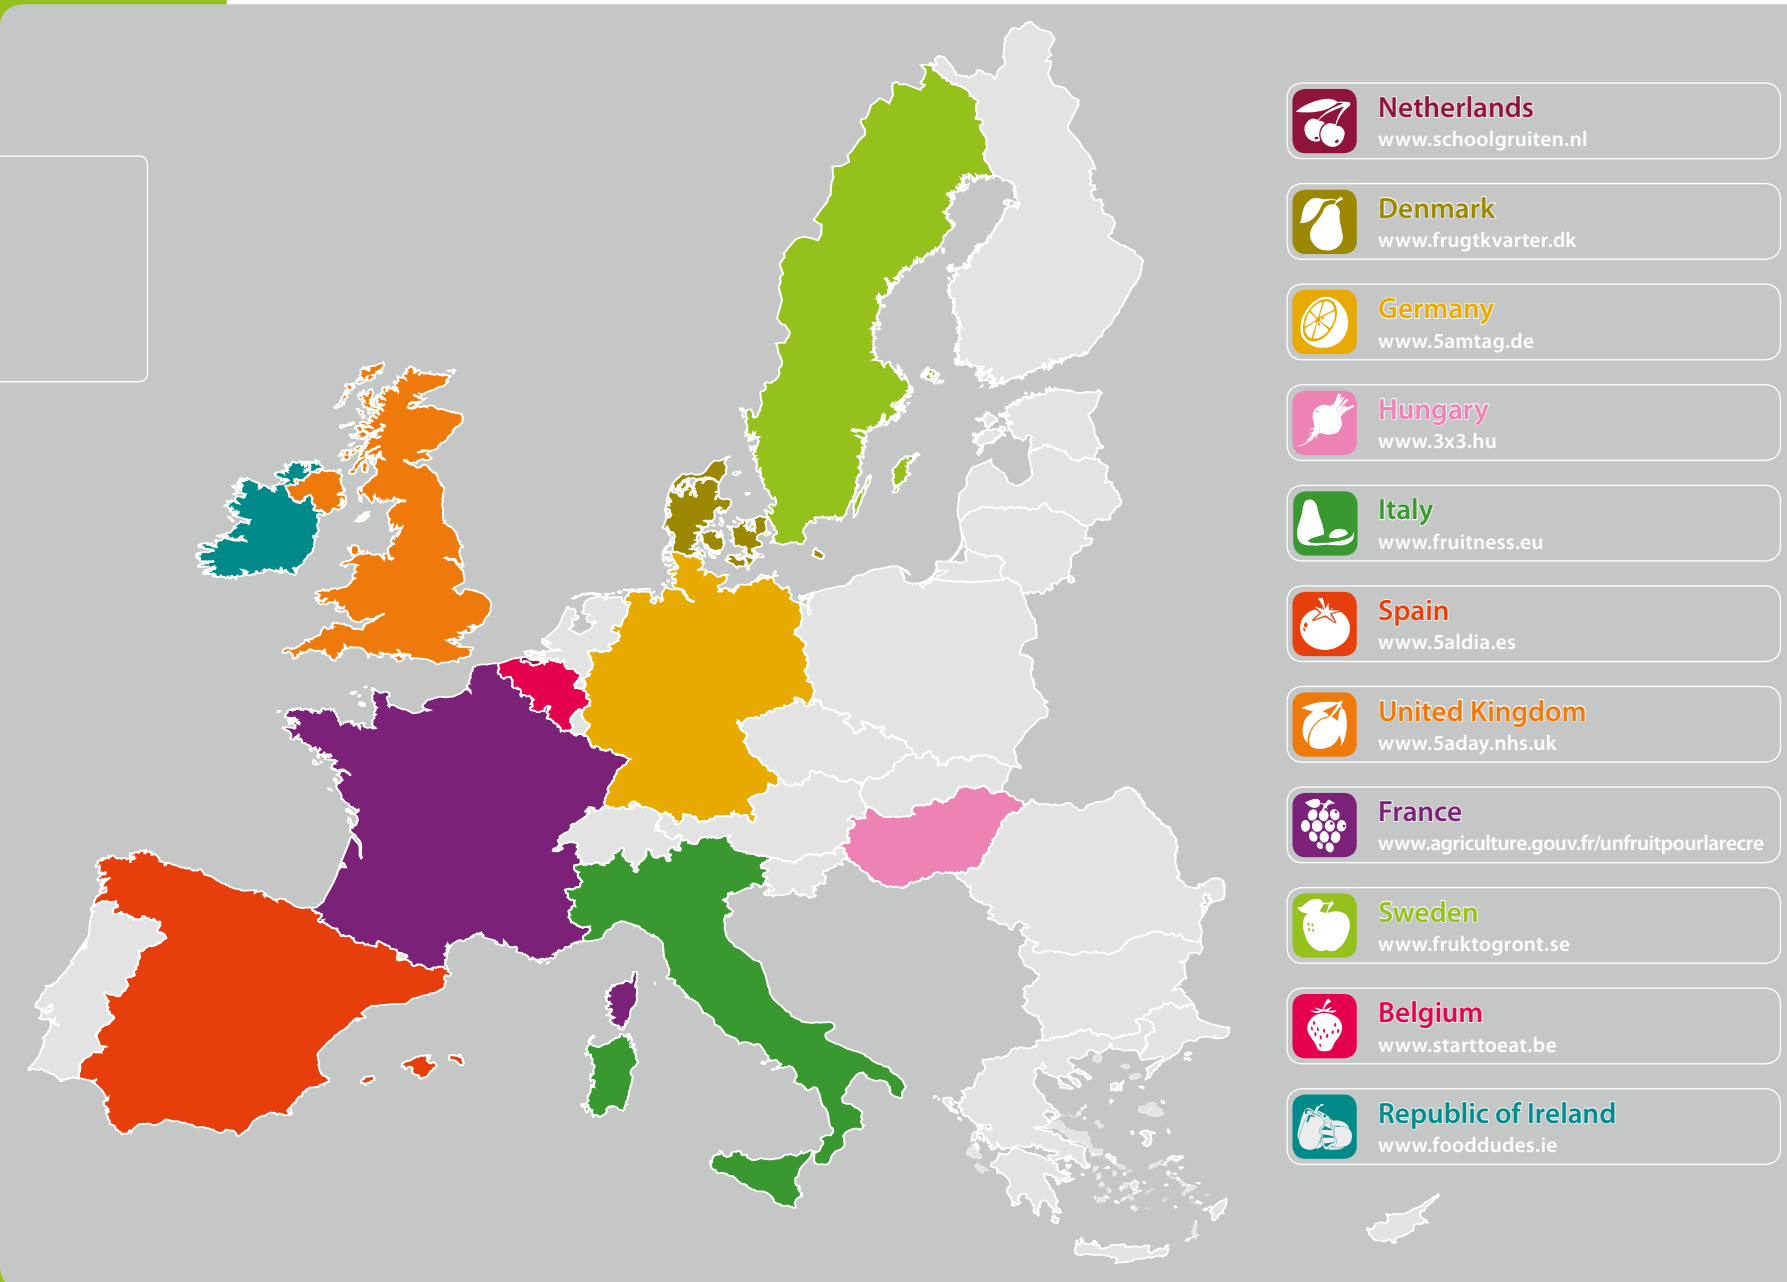 Netherlands
www.schoolgruiten.nl
Denmark
www.frugtkvarter.dk
Germany
www.5amtag.de
Hungary
www.3x3.hu
Italy
www.fruitness.eu
Spain
www.5aldia.es
United Kingdom
www.5aday.nhs.uk
France
www.agriculture.gouv.fr/unfruitpourlarecre
Sweden
www.fruktogront.se
Belgium
www.starttoeat.be
Republic of Ireland
www.fooddudes.ie